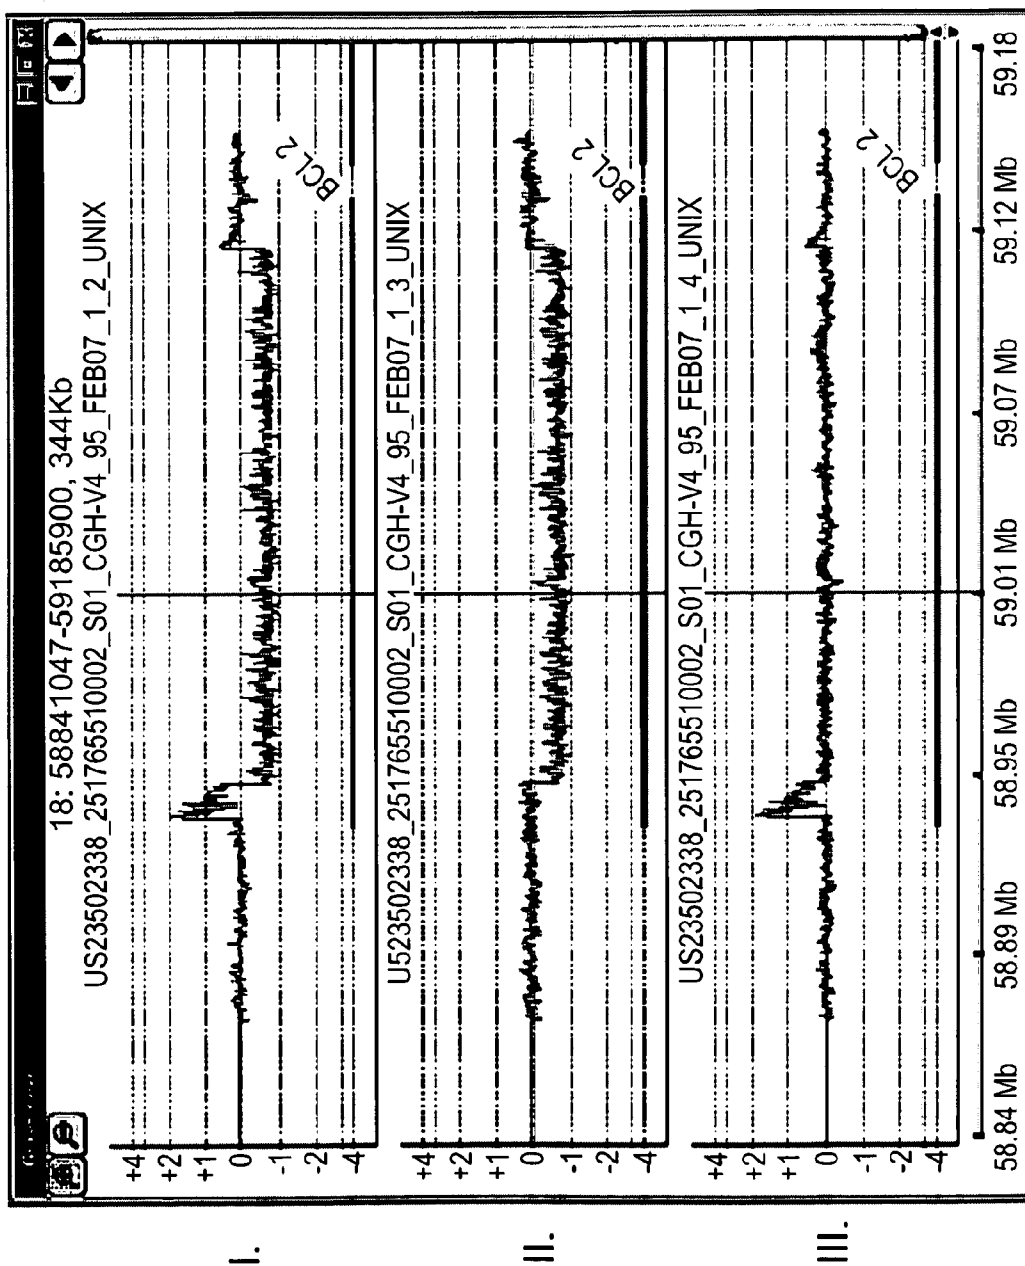 18: 58841047-59185900, 344Kb
US23502338_251765510002_S01_CGH-V4_95_FEB07_1_2_UNIX
I.
+4
+2
+1
0
-1
-2
-4
BCL 2
U523502338_251765510002_S01_CGH-V4_95_FEB07_1_3_UNIX
II.
+4
+2
+1
0
-1
-2
-4
BCL 2
US23502338_251765510002_S01_CGH-V4_95_FEB07_1_4_UNIX
III.
+4
+2
+1
0
-1
-2
-4
BCL 2
58.84 Mb 58.89 Mb 58.95 Mb 59.01 Mb 59.07 Mb 59.12 Mb 59.18